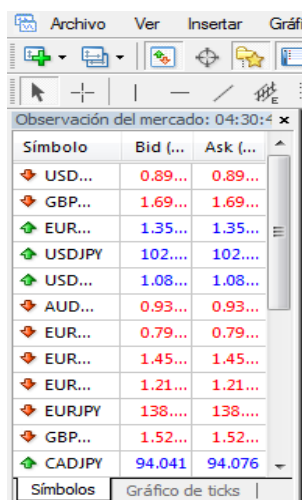 Archivo Ver Insertar Gráfi
E
Observación del mercado: 04:30:4 x
Símbolo Bid (... Ask (...
USD... 0.89... 0.89...
GBP... 1.69... 1.69...
EUR... 1.35... 1.35...
USDJPY 102.... 102....
USD... 1.08... 1.08...
AUD... 0.93... 0.93...
EUR... 0.79... 0.79...
EUR... 1.45... 1.45...
EUR... 1.21... 1.21...
EURJPY 138.... 138....
GBP... 1.52... 1.52...
CADJPY 94.041 94.076
Símbolos Gráfico de ticks